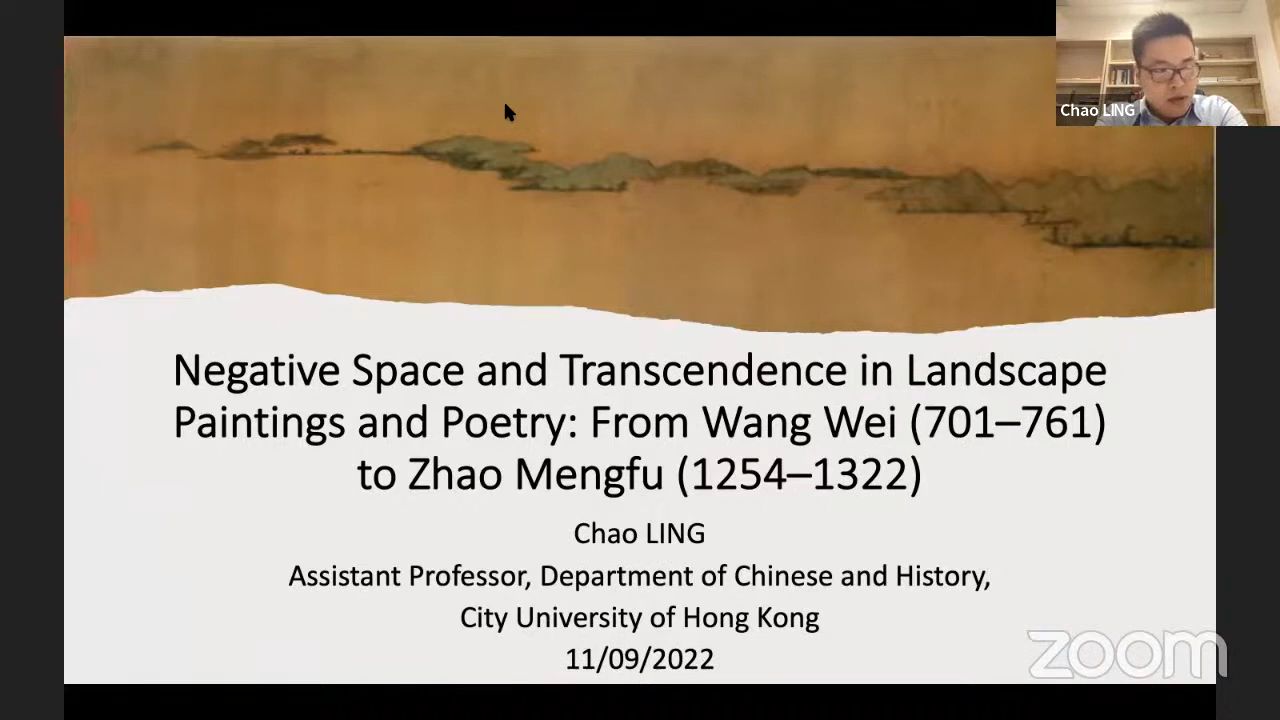 Chao LING
Negative Space and Transcendence in Landscape
Paintings and Poetry: From Wang Wei (701–761)
to Zhao Mengfu (1254–1322)
Chao LING
Assistant Professor, Department of Chinese and History,
City University of Hong Kong
11/09/2022
zoom